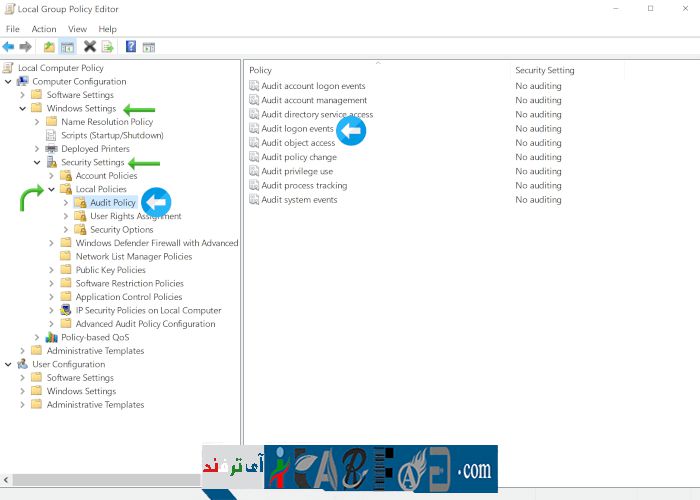 Local Group Policy Editor
File Action View Help
Local Computer Policy
Computer Configuration
Software Settings
Windows Settings
Name Resolution Policy
Scripts (Startup/Shutdown)
Deployed Printers
Security Settings
Account Policies
Local Policies
Audit Policy
User Rights Assignment
Security Options
Windows Defender Firewall with Advanced
Network List Manager Policies
Public Key Policies
Software Restriction Policies
Application Control Policies
IP Security Policies on Local Computer
Advanced Audit Policy Configuration
Policy-based QoS
Administrative Templates
User Configuration
Software Settings
Windows Settings
Administrative Templates
Policy Security Setting
Audit account logon events No auditing
Audit account management No auditing
Audit directory service access No auditing
Audit logon events No auditing
Audit object access No auditing
Audit policy change No auditing
Audit privilege use No auditing
Audit process tracking No auditing
Audit system events No auditing
آی ترفند
.com